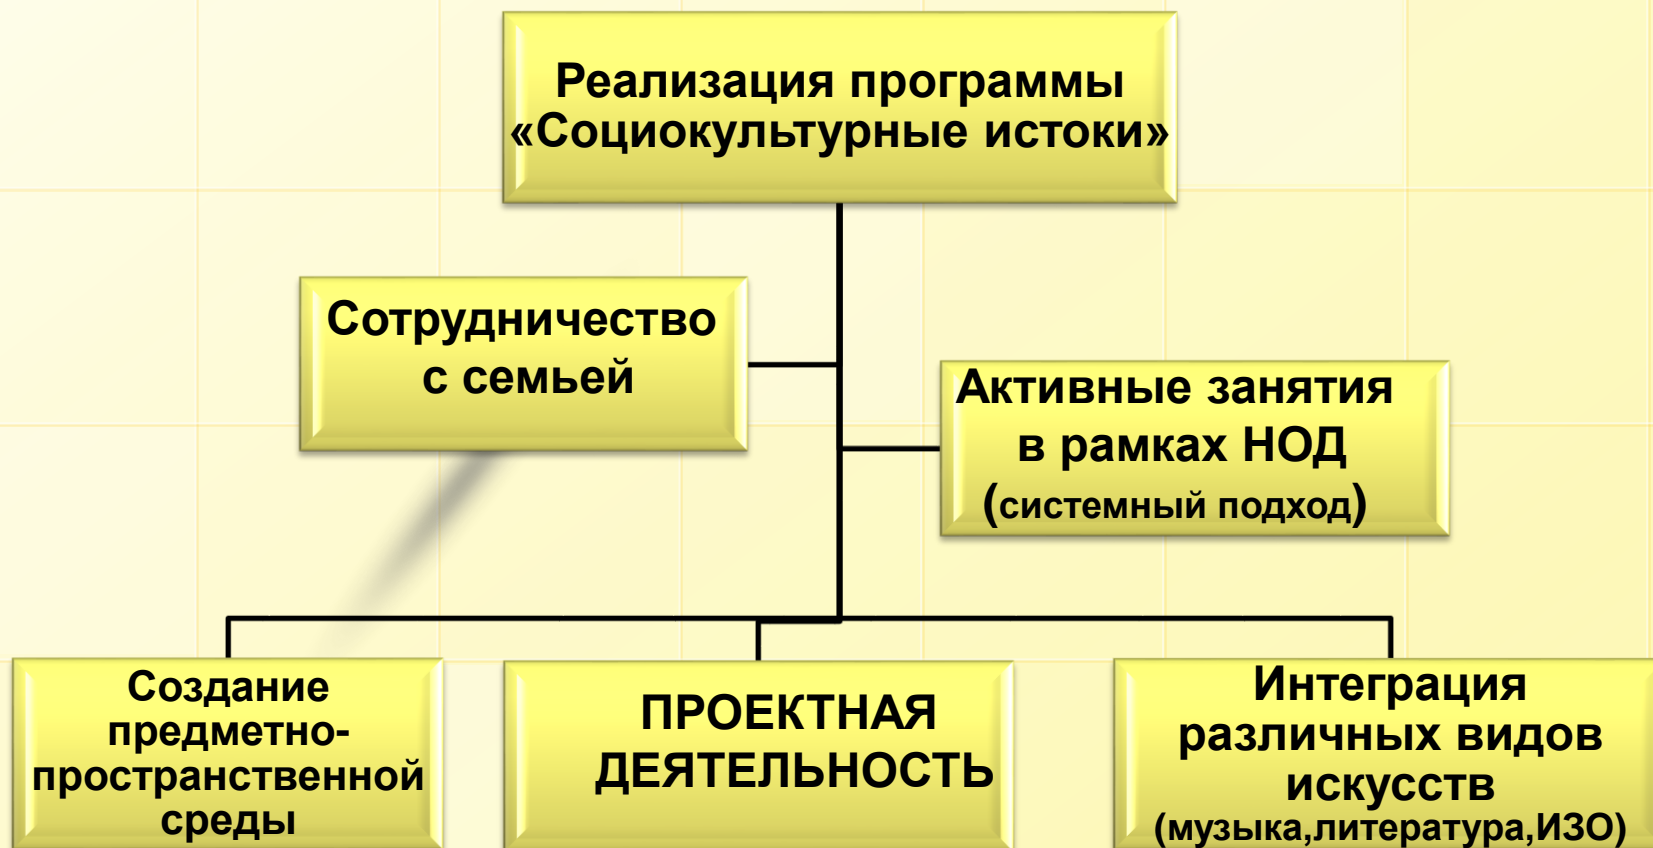 Реализация программы
«Социокультурные истоки»
Сотрудничество
с семьей
Активные занятия
в рамках НОД
(системный подход)
Создание
предметно-
пространственной
среды
ПРОЕКТНАЯ
ДЕЯТЕЛЬНОСТЬ
Интеграция
различных видов
искусств
(музыка,литература,ИЗО)